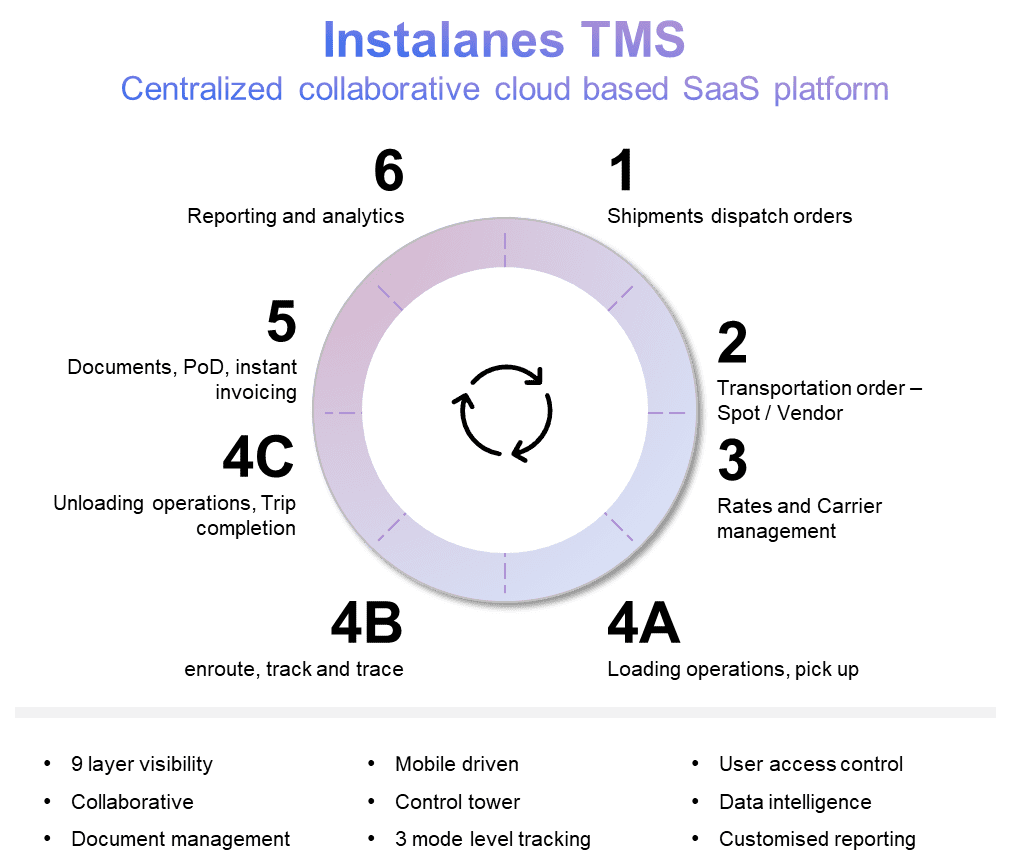 Instalanes TMS
Centralized collaborative cloud based SaaS platform
6
Reporting and analytics
1
Shipments dispatch orders
5
Documents, PoD, instant
invoicing
2
Transportation order –
Spot / Vendor
4C
Unloading operations, Trip
completion
3
Rates and Carrier
management
4B
enroute, track and trace
4A
Loading operations, pick up
• 9 layer visibility
• Collaborative
• Document management
• Mobile driven
• Control tower
• 3 mode level tracking
• User access control
• Data intelligence
• Customised reporting